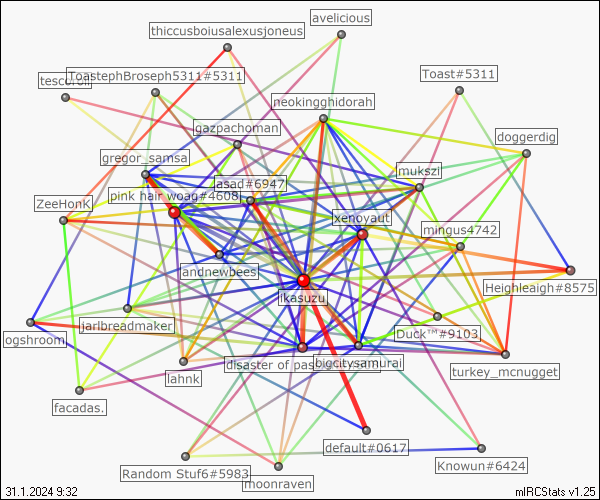 avelicious
thiccusboiusalexusjoneus
ToastephBroseph5311#5311
Toast#5311
neokingghidorah
gazpachoman
doggerdig
gregor_samsa
mukszi
asad#6947
pink hair woag#4608
ZeeHonk
xenoyaut
mingus4742
andnewbees
Heighleaigh#8575
ikasuzu
ogshroom
jarlbreadmaker
Duck™#9103
disaster of pas
bigcitysamurai
turkey_mcnugget
lahnk
facadas.
default#0617
Random Stuf6#5983
Knowun#6424
moonraven
31.1.2024 9:32
mIRCStats v1.25